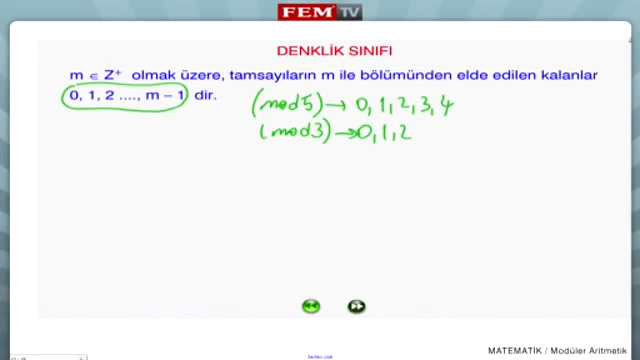 FEM TV
DENKLİK SINIFI
m ∈ Z⁺ olmak üzere, tamsayıların m ile bölümünden elde edilen kalanlar
0, 1, 2 ...., m − 1 dir.
(mod5) → 0, 1, 2, 3, 4
(mod3) → 0, 1, 2
MATEMATİK / Modüler Aritmetik